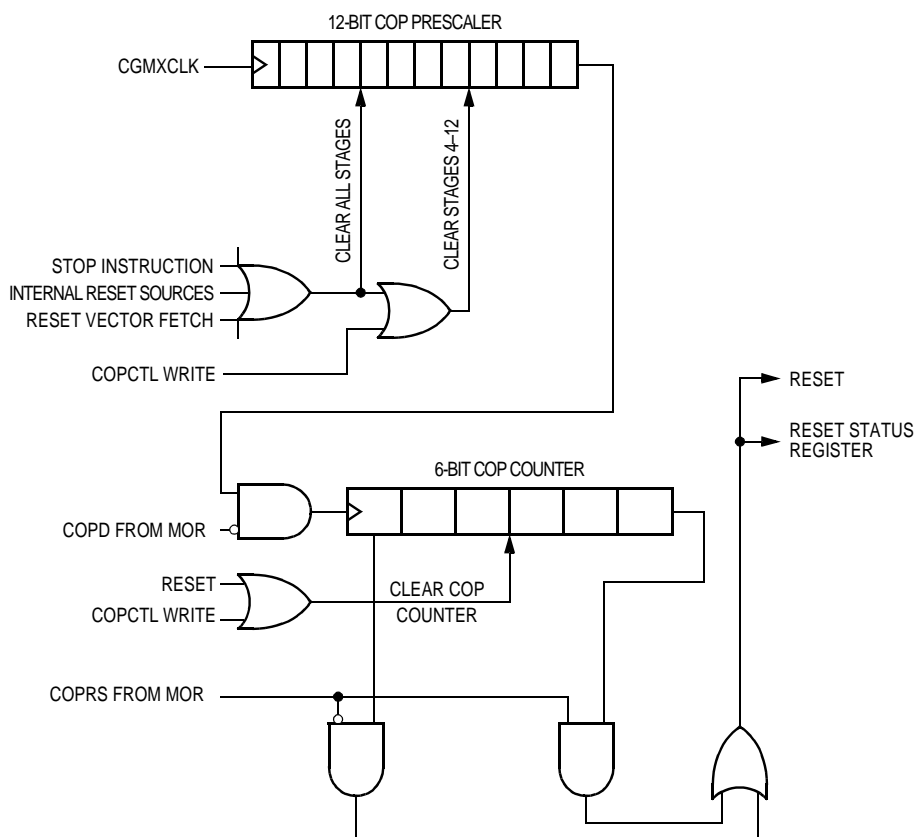 12-BIT COP PRESCALER
CGMXCLK
CLEAR ALL STAGES
CLEAR STAGES 4–12
STOP INSTRUCTION
INTERNAL RESET SOURCES
RESET VECTOR FETCH
COPCTL WRITE
RESET
RESET STATUS
REGISTER
6-BIT COP COUNTER
COPD FROM MOR
RESET
COPCTL WRITE
CLEAR COP
COUNTER
COPRS FROM MOR